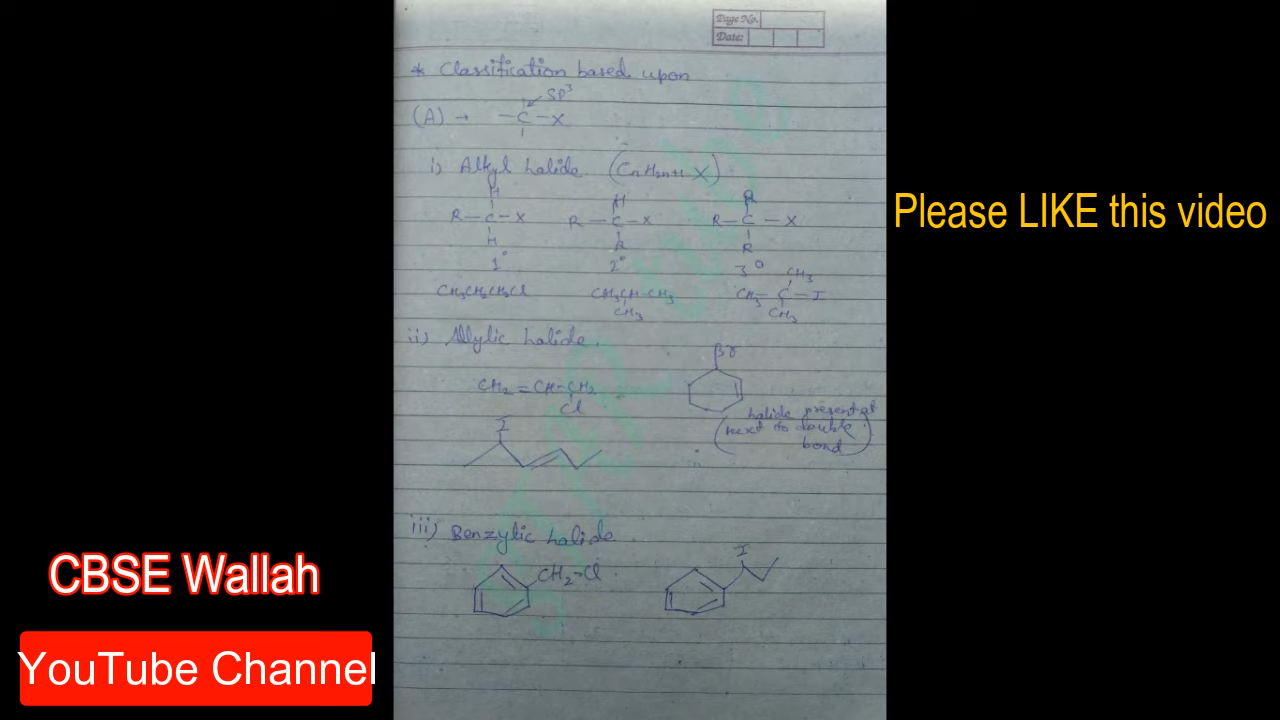 Page No.
Date:
* Classification based upon
SP³
(A) → -C-X
i) Alkyl halide. (CnH2n+1 X)
H H R
R-C-X R-C-X R-C-X
H R R
1° 2° 3°
CH3
CH3CH2CH2Cl CH3CH-CH3 CH3-C-I
CH3 CH3
ii) Allylic halide.
Br
CH2=CH-CH2
Cl
halide present at
next to double
bond
I
iii) Benzylic halide
I
CH2-Cl
Please LIKE this video
CBSE Wallah
YouTube Channel